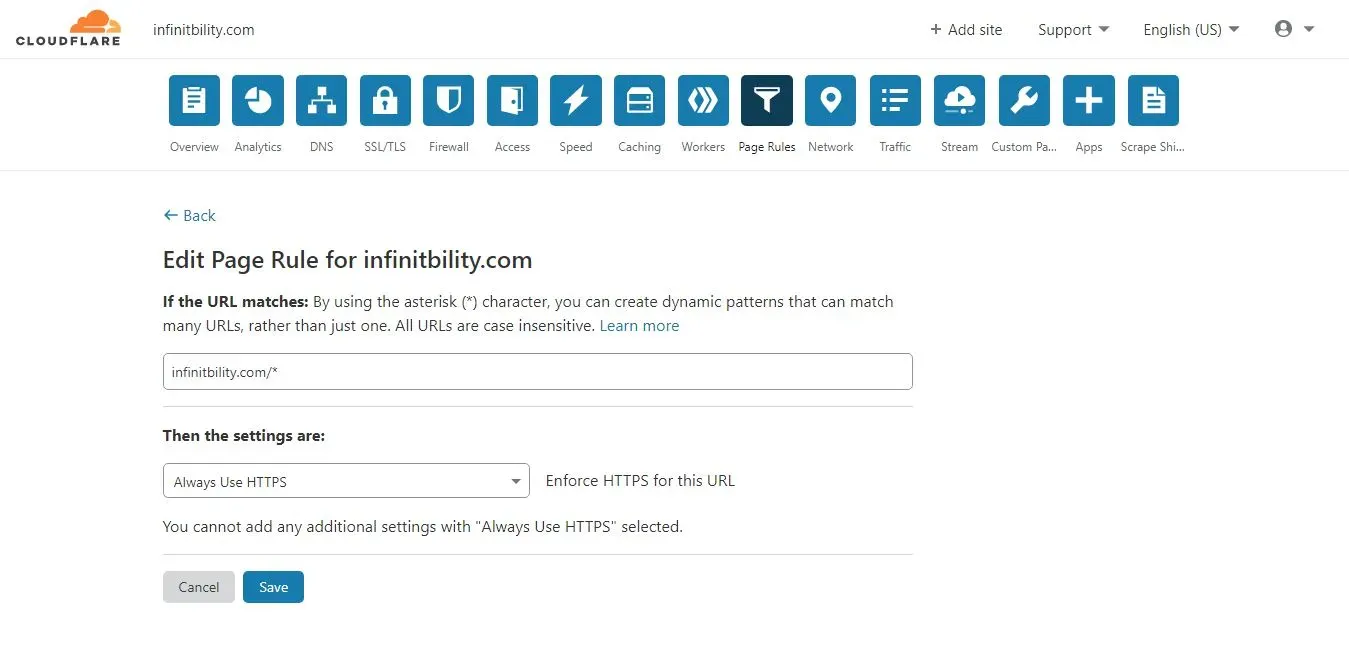 CLOUDFLARE
infinitbility.com
+ Add site
Support
English (US)
Overview
Analytics
DNS
SSL/TLS
Firewall
Access
Speed
Caching
Workers
Page Rules
Network
Traffic
Stream
Custom Pa...
Apps
Scrape Shi...
← Back
Edit Page Rule for infinitbility.com
If the URL matches: By using the asterisk (*) character, you can create dynamic patterns that can match
many URLs, rather than just one. All URLs are case insensitive. Learn more
infinitbility.com/*
Then the settings are:
Always Use HTTPS
Enforce HTTPS for this URL
You cannot add any additional settings with "Always Use HTTPS" selected.
Cancel
Save